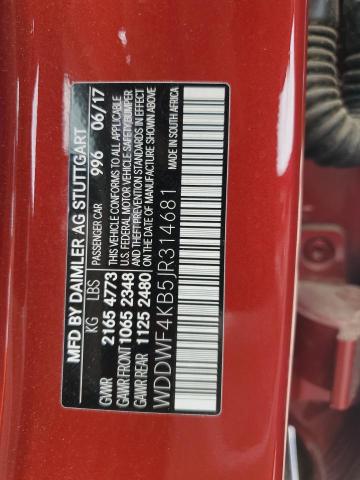 MFD BY DAIMLER AG STUTTGART
PASSENGER CAR 996 06/17
KG LBS
GVWR 2165 4773
GAWR FRONT 1065 2348
GAWR REAR 1125 2480
THIS VEHICLE CONFORMS TO ALL APPLICABLE
U.S. FEDERAL MOTOR VEHICLE SAFETY/BUMPER
AND THEFT PREVENTION STANDARDS IN EFFECT ON
THE DATE OF MANUFACTURE SHOWN ABOVE
WDDWF4KB5JR314681
MADE IN SOUTH AFRICA